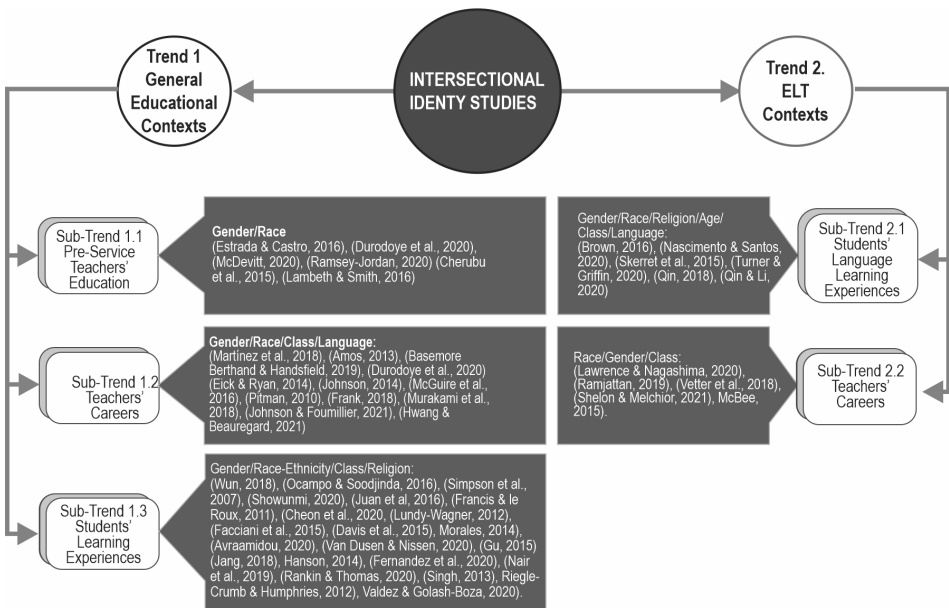 Trend 1
General
Educational
Contexts
INTERSECTIONAL
IDENTY STUDIES
Trend 2.
ELT
Contexts
Sub-Trend 1.1
Pre-Service
Teachers'
Education
Gender/Race
(Estrada & Castro, 2016), (Durodoye et al., 2020),
(McDevitt, 2020), (Ramsey-Jordan, 2020) (Cherubu
et al., 2015), (Lambeth & Smith, 2016)
Gender/Race/Religion/Age/
Class/Language:
(Brown, 2016), (Nascimento & Santos,
2020), (Skerret et al., 2015), (Turner &
Griffin, 2020), (Qin, 2018), (Qin & Li,
2020)
Sub-Trend 2.1
Students'
Language
Learning
Experiences
Sub-Trend 1.2
Teachers'
Careers
Gender/Race/Class/Language:
(Martínez et al., 2018), (Amos, 2013), (Basemore
Berthand & Handsfield, 2019), (Durodoye et al., 2020)
(Eick & Ryan, 2014), (Johnson, 2014), (McGuire et al.,
2016), (Pitman, 2010), (Frank, 2018), (Murakami et al.,
2018), (Johnson & Foumillier, 2021), (Hwang &
Beauregard, 2021)
Race/Gender/Class:
(Lawrence & Nagashima, 2020),
(Ramjattan, 2019), (Vetter et al., 2018),
(Shelon & Melchior, 2021), McBee,
2015).
Sub-Trend 2.2
Teachers'
Careers
Sub-Trend 1.3
Students'
Learning
Experiences
Gender/Race-Ethnicity/Class/Religion:
(Wun, 2018), (Ocampo & Soodjinda, 2016), (Simpson et al.,
2007), (Showunmi, 2020), (Juan et al, 2016), (Francis & le
Roux, 2011), (Cheon et al., 2020, (Lundy-Wagner, 2012),
(Facciani et al., 2015), (Davis et al., 2015), Morales, 2014),
(Avraamidou, 2020), (Van Dusen & Nissen, 2020), (Gu, 2015)
(Jang, 2018), Hanson, 2014), (Fernandez et al., 2020), (Nair
et al., 2019), (Rankin & Thomas, 2020), (Singh, 2013), Riegle-
Crumb & Humphries, 2012), Valdez & Golash-Boza, 2020).